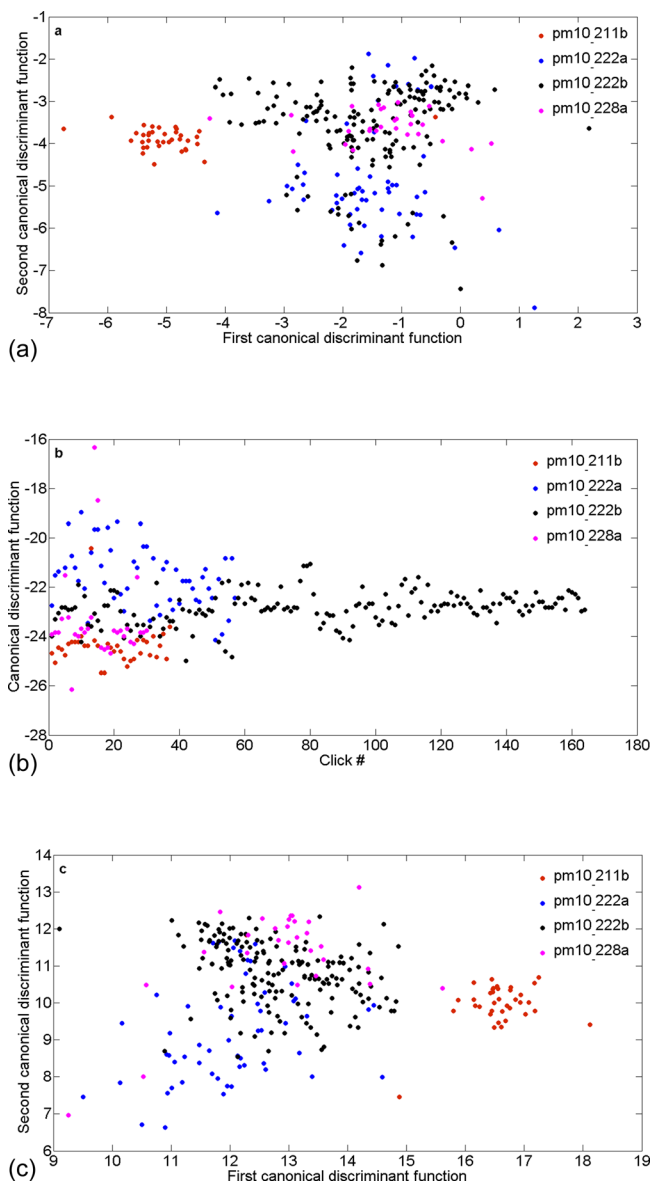 a
pm10_211b
pm10_222a
pm10_222b
pm10_228a
Second canonical discriminant function
-1
-2
-3
-4
-5
-6
-7
-8
-7 -6 -5 -4 -3 -2 -1 0 1 2 3
First canonical discriminant function
(a)
b
pm10_211b
pm10_222a
pm10_222b
pm10_228a
Canonical discriminant function
-16
-18
-20
-22
-24
-26
-28
0 20 40 60 80 100 120 140 160 180
Click #
(b)
c
pm10_211b
pm10_222a
pm10_222b
pm10_228a
Second canonical discriminant function
14
13
12
11
10
9
8
7
6
9 10 11 12 13 14 15 16 17 18 19
First canonical discriminant function
(c)